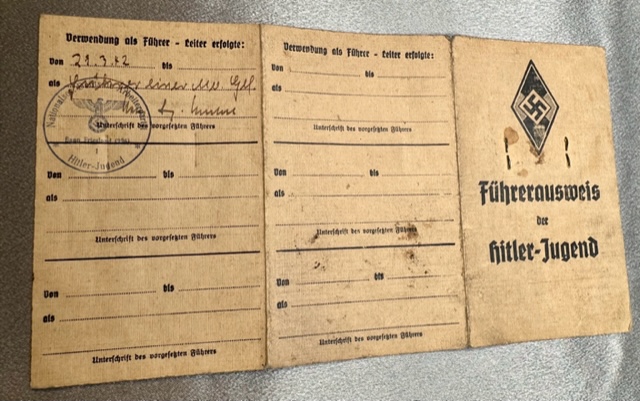 Verwendung als Führer - Leiter erfolgte:
Von 21.3.42 bis
als einer
Unterschrift des vorgesetzten Führers
Hitler-Jugend
Von bis
als
Unterschrift des vorgesetzten Führers
Von bis
als
Unterschrift des vorgesetzten Führers
Verwendung als Führer - Leiter erfolgte:
Von bis
als
Unterschrift des vorgesetzten Führers
Von bis
als
Unterschrift des vorgesetzten Führers
Von bis
als
Unterschrift des vorgesetzten Führers
Führerausweis
der
Hitler-Jugend